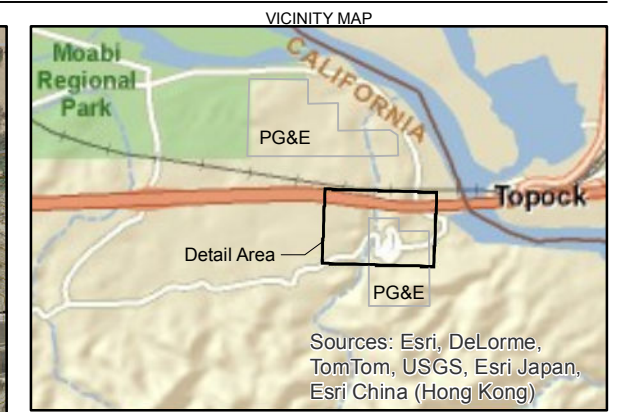 VICINITY MAP
Moabi
Regional
Park
CALIFORNIA
PG&E
Topock
Detail Area
PG&E
Sources: Esri, DeLorme,
TomTom, USGS, Esri Japan,
Esri China (Hong Kong)